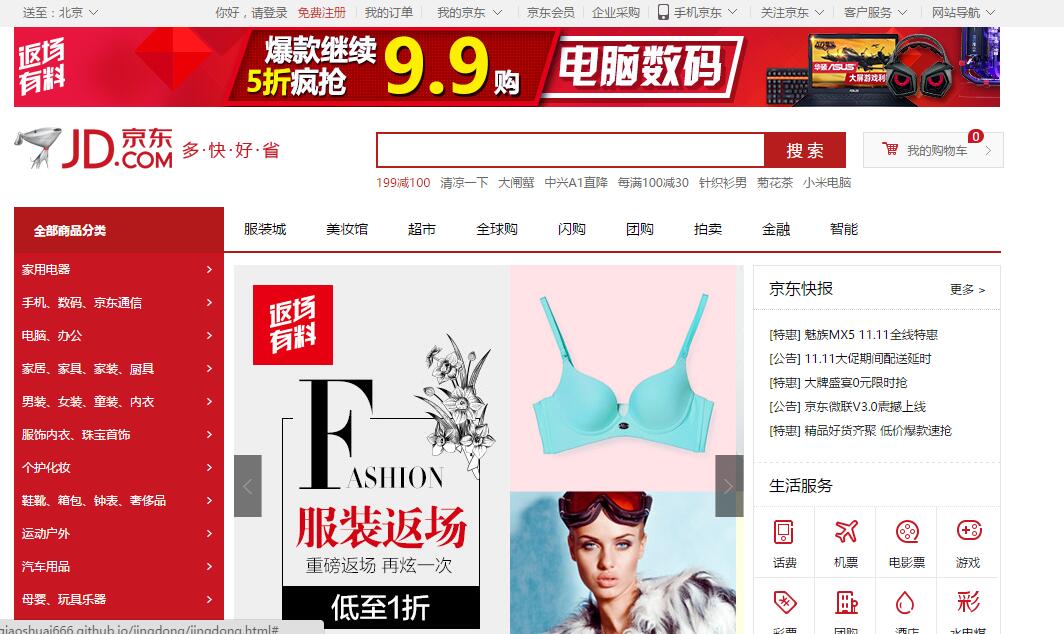 送至：北京
你好，请登录 免费注册 我的订单 我的京东 京东会员 企业采购 手机京东 关注京东 客户服务 网站导航
返场
有料
爆款继续
5折疯抢
9.9购
电脑数码
ASUS
大屏游戏利
JD.COM 京东
多·快·好·省
搜索
0
我的购物车 >
199减100 清凉一下 大闸蟹 中兴A1直降 每满100减30 针织衫男 菊花茶 小米电脑
全部商品分类
服装城 美妆馆 超市 全球购 闪购 团购 拍卖 金融 智能
家用电器 >
手机、数码、京东通信 >
电脑、办公 >
家居、家具、家装、厨具 >
男装、女装、童装、内衣 >
服饰内衣、珠宝首饰 >
个护化妆 >
鞋靴、箱包、钟表、奢侈品 >
运动户外 >
汽车用品 >
母婴、玩具乐器 >
返场
有料
FASHION
服装返场
重磅返场 再炫一次
低至1折
京东快报 更多 >
[特惠] 魅族MX5 11.11全线特惠
[公告] 11.11大促期间配送延时
[特惠] 大牌盛宴0元限时抢
[公告] 京东微联V3.0震撼上线
[特惠] 精品好货齐聚 低价爆款速抢
生活服务
话费 机票 电影票 游戏
彩
彩票 团购 酒店 水电煤
qiaoshuai666.github.io/jingdong/jingdong.html#